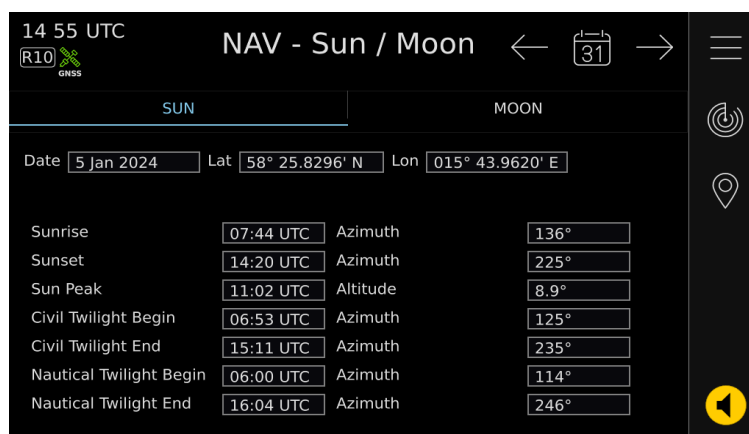 14 55 UTC
R10
GNSS
NAV - Sun / Moon
31
SUN MOON
Date 5 Jan 2024 Lat 58° 25.8296' N Lon 015° 43.9620' E
Sunrise 07:44 UTC Azimuth 136°
Sunset 14:20 UTC Azimuth 225°
Sun Peak 11:02 UTC Altitude 8.9°
Civil Twilight Begin 06:53 UTC Azimuth 125°
Civil Twilight End 15:11 UTC Azimuth 235°
Nautical Twilight Begin 06:00 UTC Azimuth 114°
Nautical Twilight End 16:04 UTC Azimuth 246°